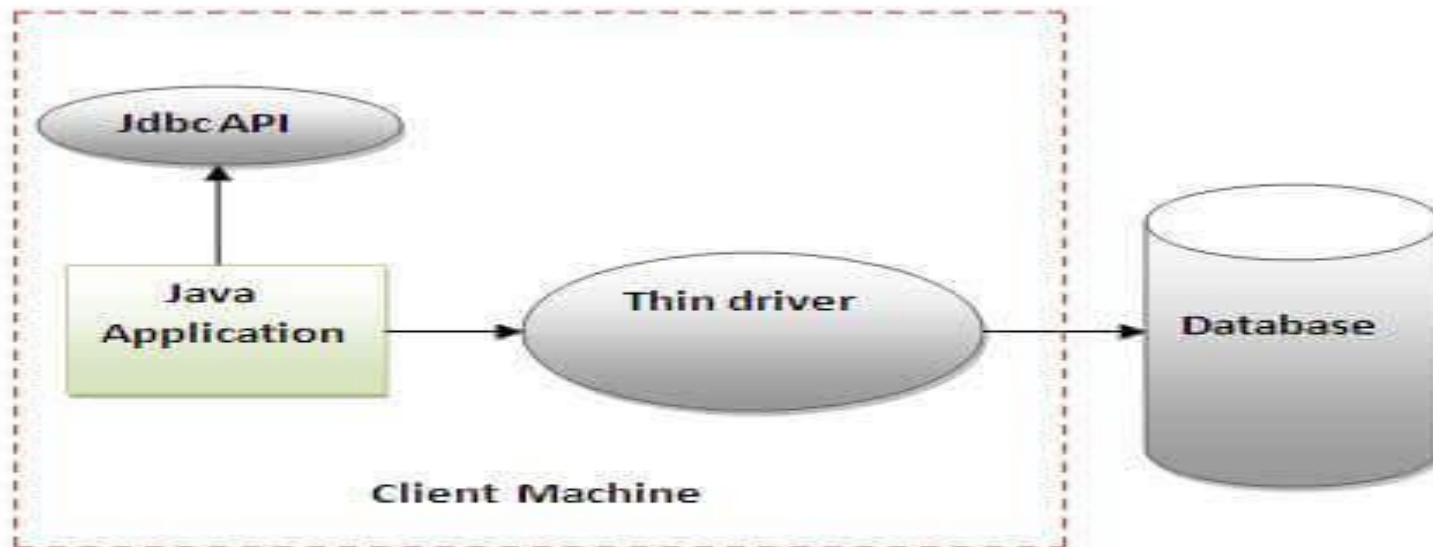 Jdbc API
Java
Application
Thin driver
Database
Client Machine